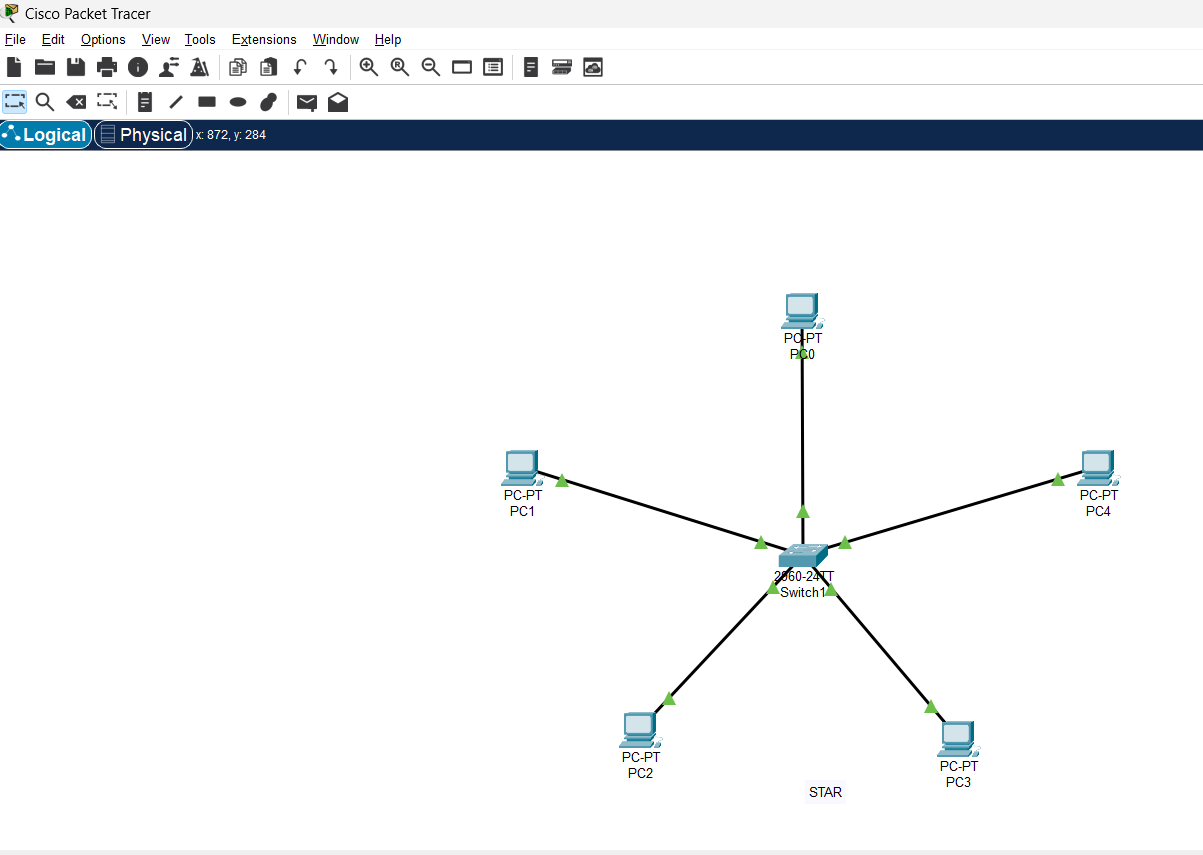 Cisco Packet Tracer
File Edit Options View Tools Extensions Window Help
Logical Physical x: 872, y: 284
PC-PT
PC0
PC-PT
PC1
PC-PT
PC4
2960-24TT
Switch1
PC-PT
PC2
PC-PT
PC3
STAR